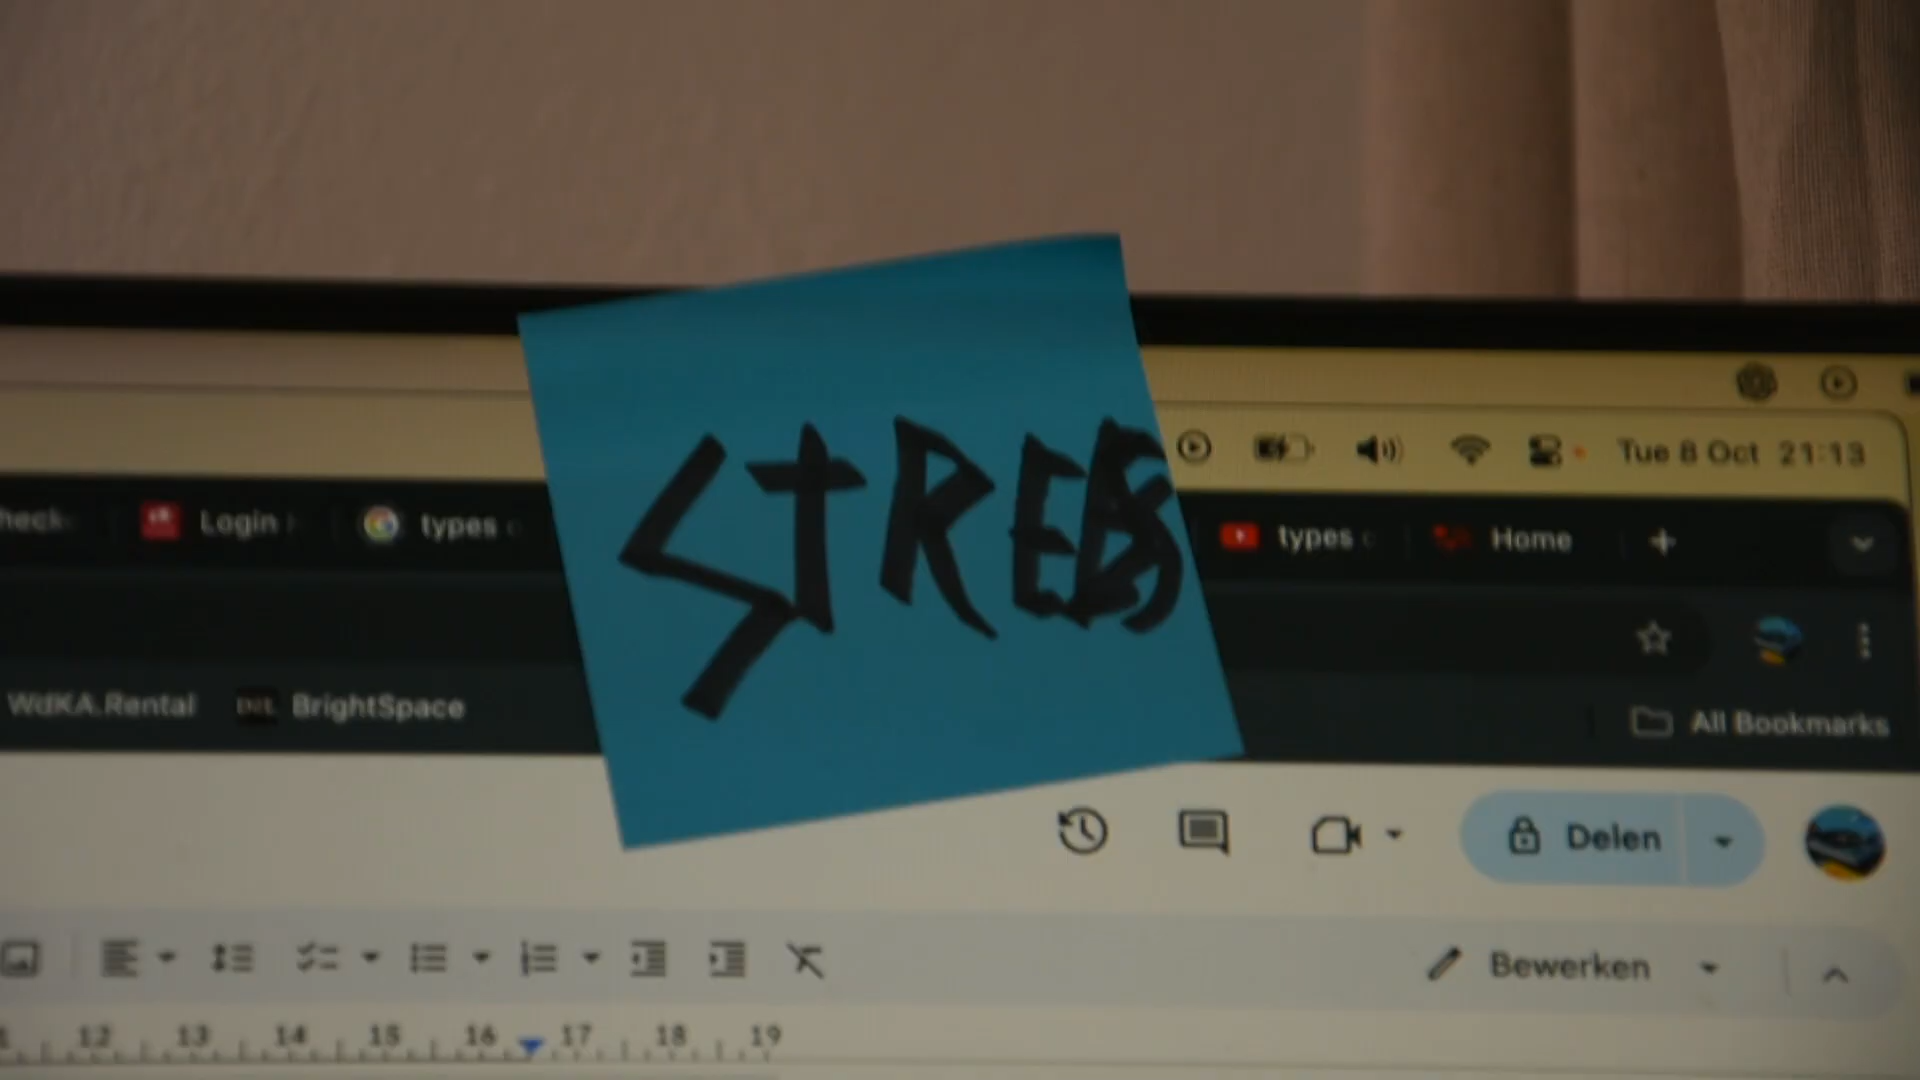 STRESS
Tue 8 Oct 21:13
Login
types
types
Home
WdKA.Rental
BrightSpace
All Bookmarks
Delen
Bewerken
12 13 14 15 16 17 18 19